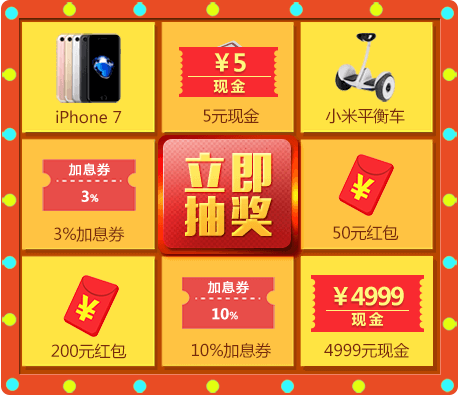 iPhone 7
¥5
现金
5元现金
小米平衡车
加息券
3%
3%加息券
立即
抽奖
¥
50元红包
¥
200元红包
加息券
10%
10%加息券
¥4999
现金
4999元现金